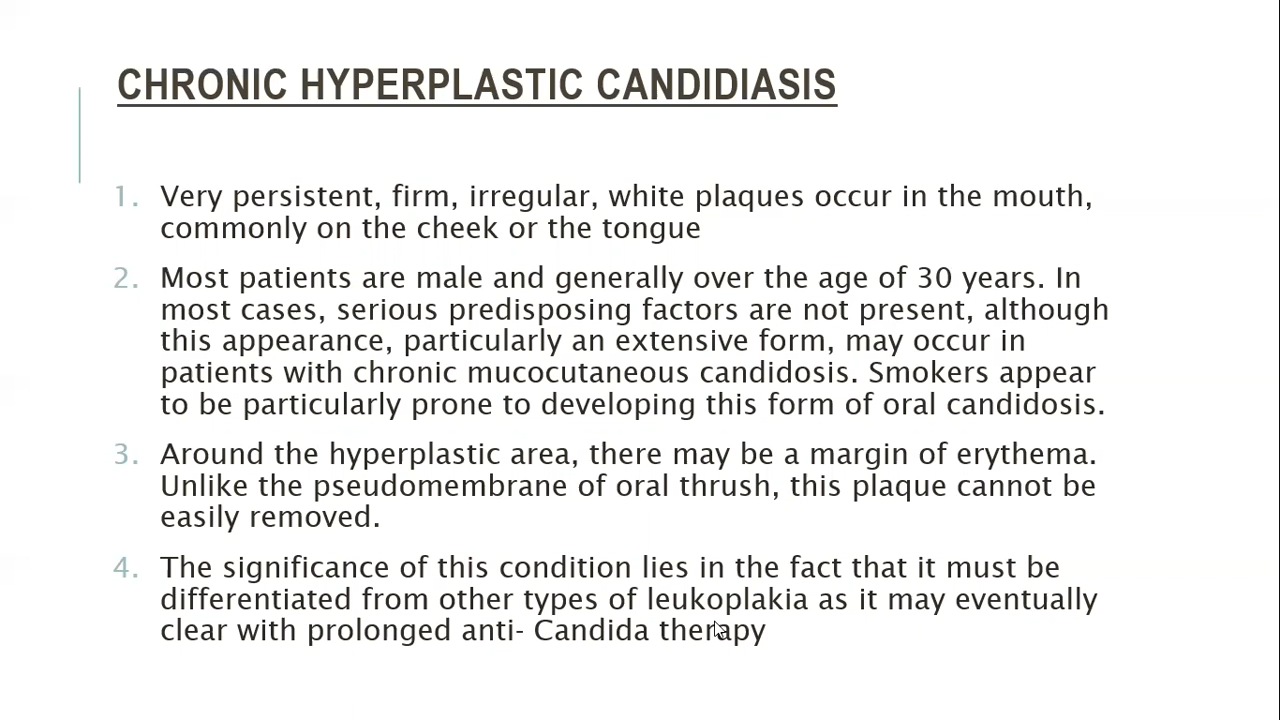 CHRONIC HYPERPLASTIC CANDIDIASIS
1. Very persistent, firm, irregular, white plaques occur in the mouth,
commonly on the cheek or the tongue
2. Most patients are male and generally over the age of 30 years. In
most cases, serious predisposing factors are not present, although
this appearance, particularly an extensive form, may occur in
patients with chronic mucocutaneous candidosis. Smokers appear
to be particularly prone to developing this form of oral candidosis.
3. Around the hyperplastic area, there may be a margin of erythema.
Unlike the pseudomembrane of oral thrush, this plaque cannot be
easily removed.
4. The significance of this condition lies in the fact that it must be
differentiated from other types of leukoplakia as it may eventually
clear with prolonged anti- Candida therapy